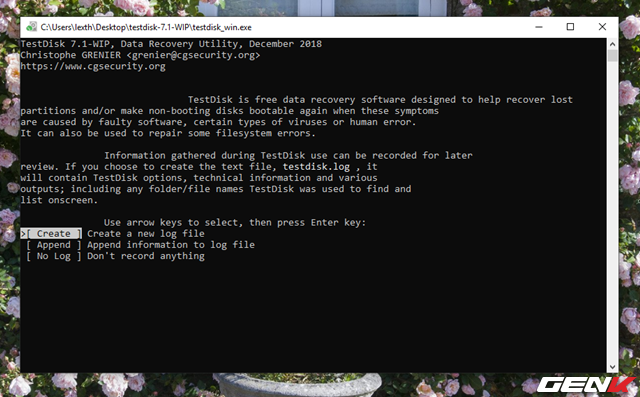 C:\Users\lexth\Desktop\testdisk-7.1-WIP\testdisk_win.exe
TestDisk 7.1-WIP, Data Recovery Utility, December 2018
Christophe GRENIER <grenier@cgsecurity.org>
https://www.cgsecurity.org
TestDisk is free data recovery software designed to help recover lost
partitions and/or make non-booting disks bootable again when these symptoms
are caused by faulty software, certain types of viruses or human error.
It can also be used to repair some filesystem errors.
Information gathered during TestDisk use can be recorded for later
review. If you choose to create the text file, testdisk.log , it
will contain TestDisk options, technical information and various
outputs; including any folder/file names TestDisk was used to find and
list onscreen.
Use arrow keys to select, then press Enter key:
>[ Create ] Create a new log file
[ Append ] Append information to log file
[ No Log ] Don't record anything
GENK